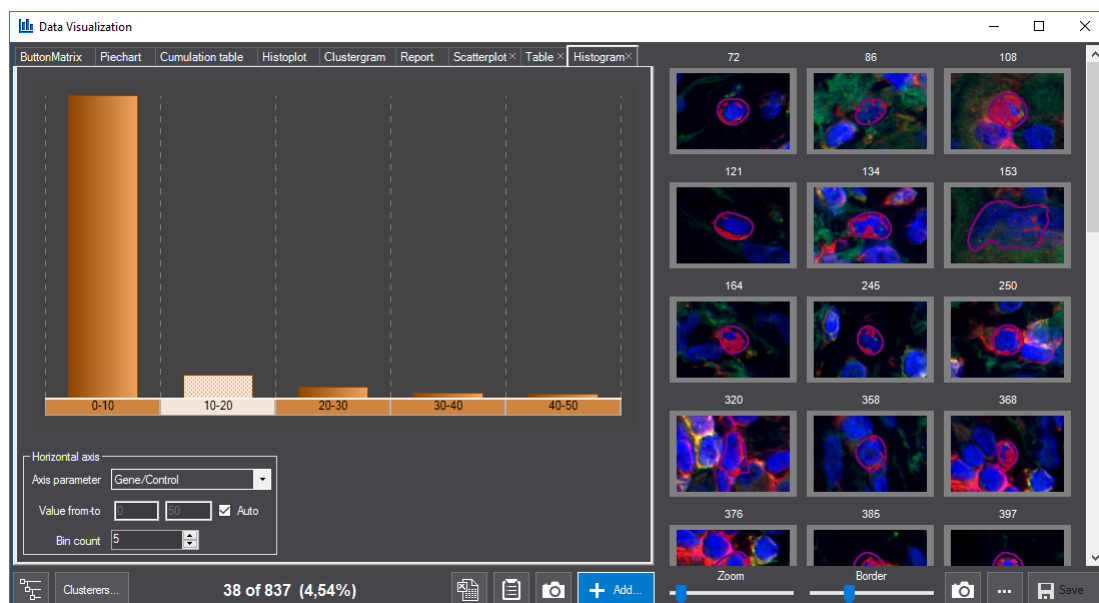 Data Visualization
ButtonMatrix Piechart Cumulation table Histoplot Clustergram Report Scatterplot Table Histogram
0-10 10-20 20-30 30-40 40-50
Horizontal axis
Axis parameter Gene/Control
Value from-to 0 50 Auto
Bin count 5
Clusterers... 38 of 837 (4,54%) Add...
72 86 108
121 134 153
164 245 250
320 358 368
376 385 397
Zoom Border
... Save